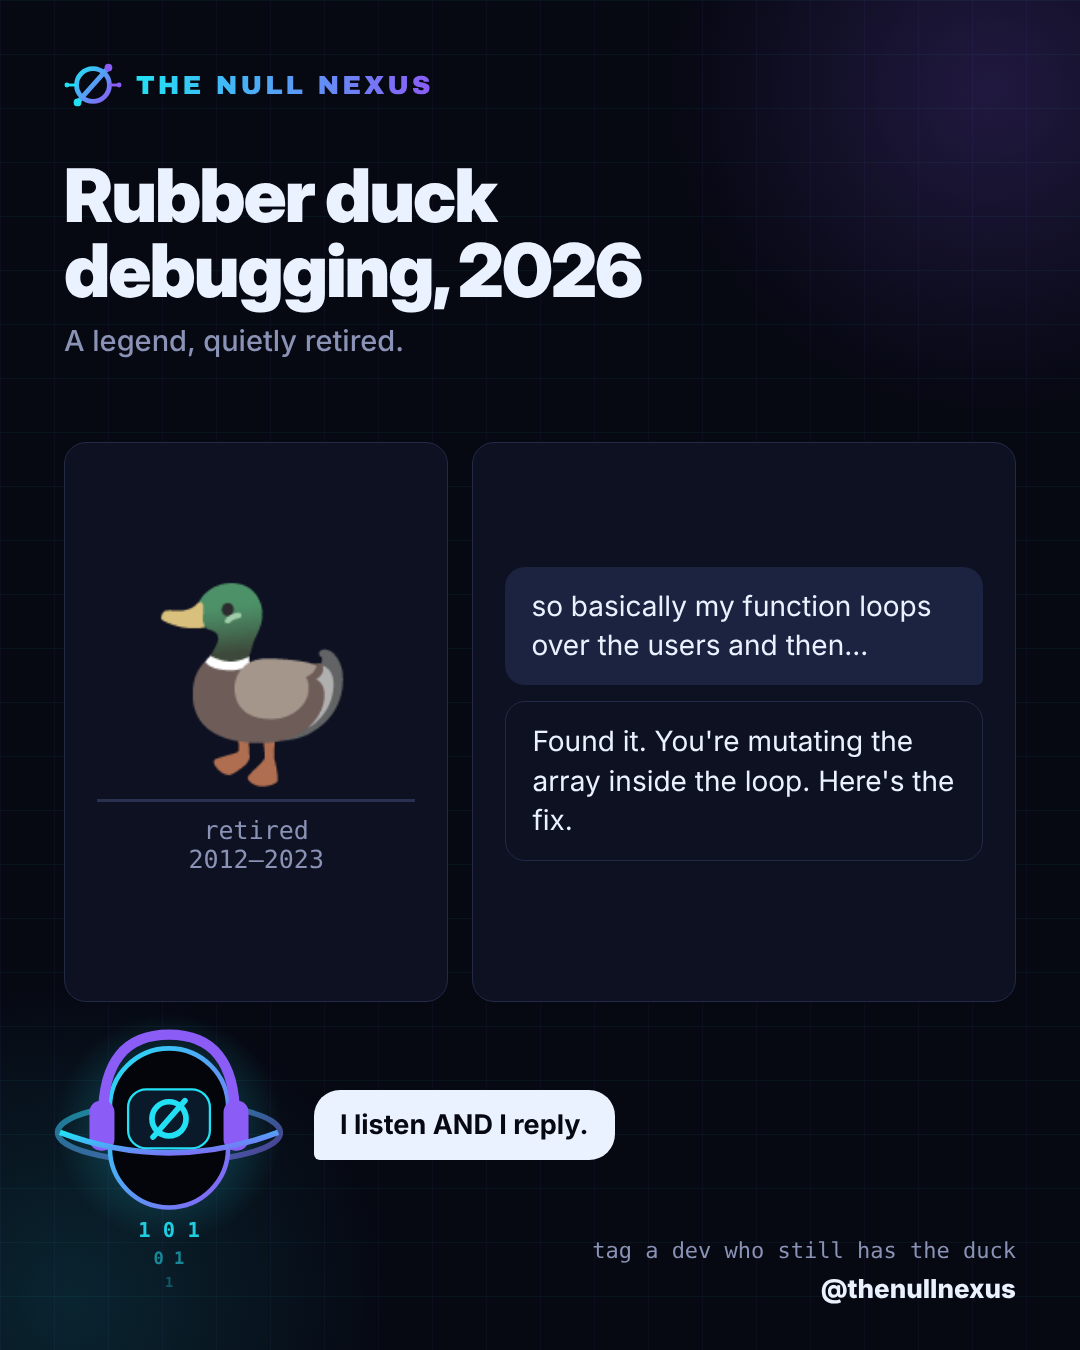 THE NULL NEXUS
Rubber duck
debugging, 2026
A legend, quietly retired.
retired
2012–2023
so basically my function loops
over the users and then...
Found it. You're mutating the
array inside the loop. Here's the
fix.
I listen AND I reply.
1 0 1
0 1
1
tag a dev who still has the duck
@thenullnexus